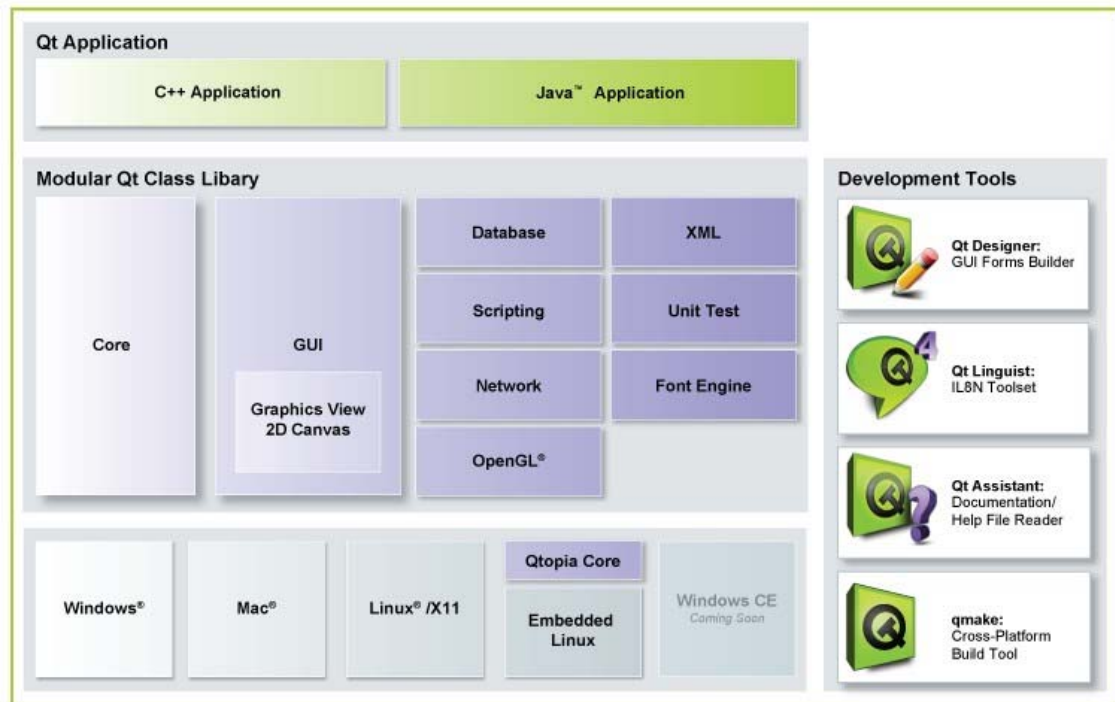 Qt Application
C++ Application
Java™ Application
Modular Qt Class Libary
Core
GUI
Graphics View
2D Canvas
Database
XML
Scripting
Unit Test
Network
Font Engine
OpenGL®
Windows®
Mac®
Linux® /X11
Qtopia Core
Embedded
Linux
Windows CE
Coming Soon
Development Tools
Qt Designer:
GUI Forms Builder
4
Qt Linguist:
IL8N Toolset
Qt Assistant:
Documentation/
Help File Reader
?
qmake:
Cross-Platform
Build Tool